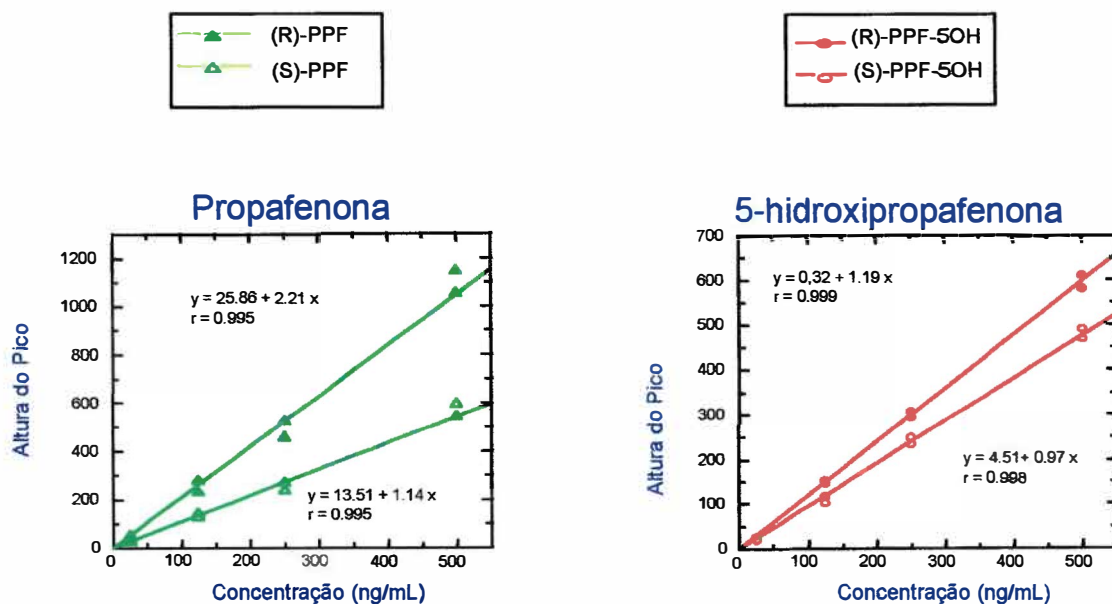 (R)-PPF
(S)-PPF
(R)-PPF-5OH
(S)-PPF-5OH
Propafenona
1200
1000
800
600
400
200
0
y = 25.86 + 2.21 x
r = 0.995
y = 13.51 + 1.14 x
r = 0.995
0 100 200 300 400 500
Altura do Pico
Concentração (ng/mL)
5-hidroxipropafenona
700
600
500
400
300
200
100
0
y = 0,32 + 1.19 x
r = 0.999
y = 4.51+ 0.97 x
r = 0.998
0 100 200 300 400 500
Altura do Pico
Concentração (ng/mL)